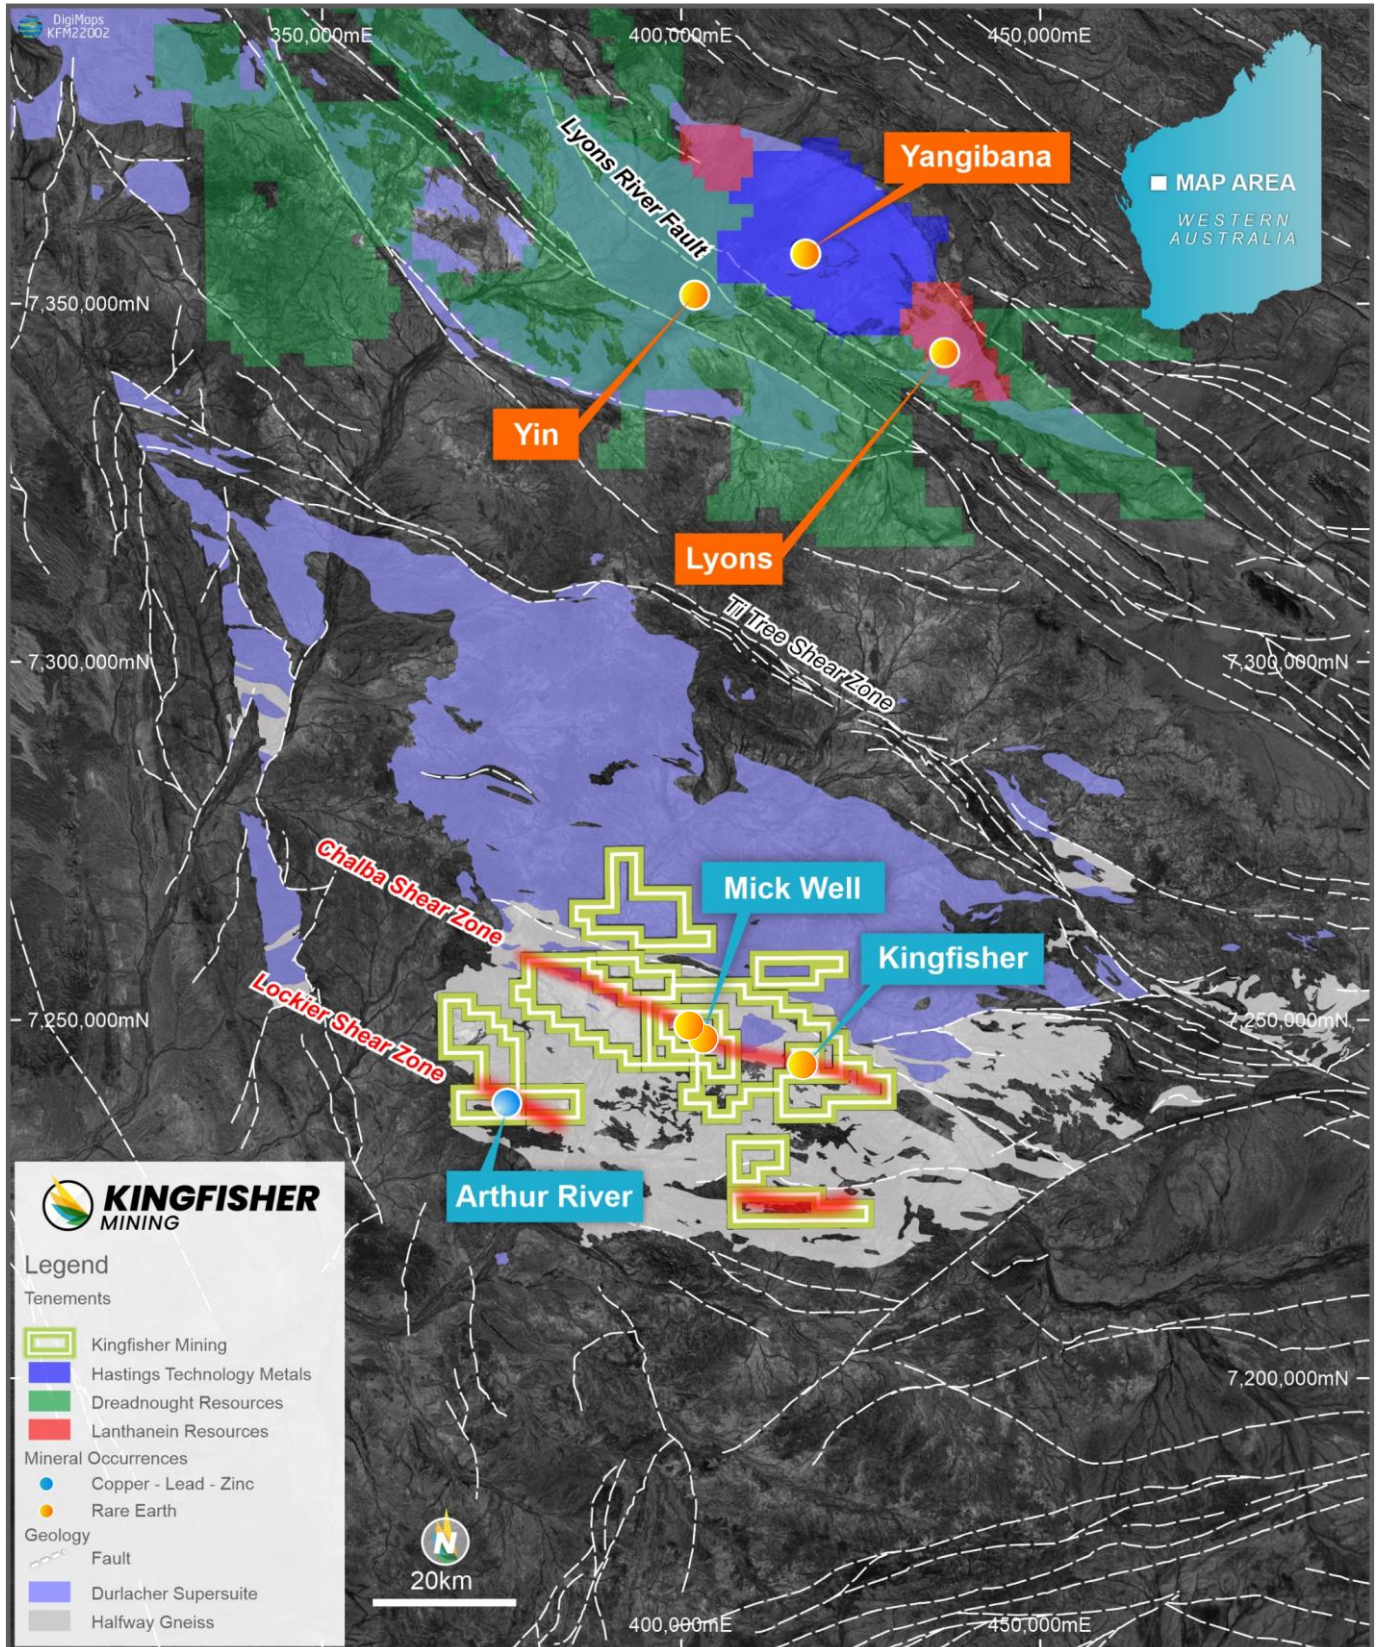 DigiMaps
KFM22002
350,000mE
400,000mE
450,000mE
Yangibana
MAP AREA
WESTERN
AUSTRALIA
Lyons River Fault
7,350,000mN
Yin
Lyons
Ti Tree Shear Zone
7,300,000mN
7,300,000mN
Chalba Shear Zone
Mick Well
Kingfisher
Lockier Shear Zone
7,250,000mN
7,250,000mN
Arthur River
KINGFISHER
MINING
Legend
Tenements
Kingfisher Mining
Hastings Technology Metals
Dreadnought Resources
Lanthanein Resources
Mineral Occurrences
Copper - Lead - Zinc
Rare Earth
Geology
Fault
Durlacher Supersuite
Halfway Gneiss
7,200,000mN
N
20km
400,000mE
450,000mE